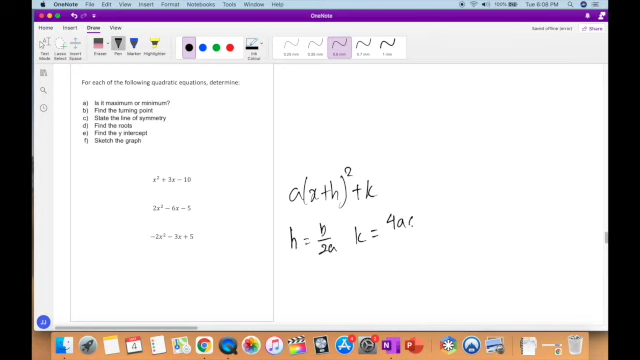 OneNote File Edit View Insert Format Notebooks Tools Window Help
100% Tue 6:08 PM
OneNote
Saved offline (error)
Home Insert Draw View
Share
Text Mode
Lasso Select
Eraser Pen Marker Highlighter
0.25 mm 0.35 mm 0.5 mm 0.7 mm 1 mm
Ink Colour
For each of the following quadratic equations, determine:
a) Is it maximum or minimum?
b) Find the turning point
c) State the line of symmetry
d) Find the roots
e) Find the y intercept
f) Sketch the graph
x² + 3x − 10
2x² − 6x − 5
−2x² − 3x + 5
a(x+h)² + k
h = b/2a k = 4ac
JJ